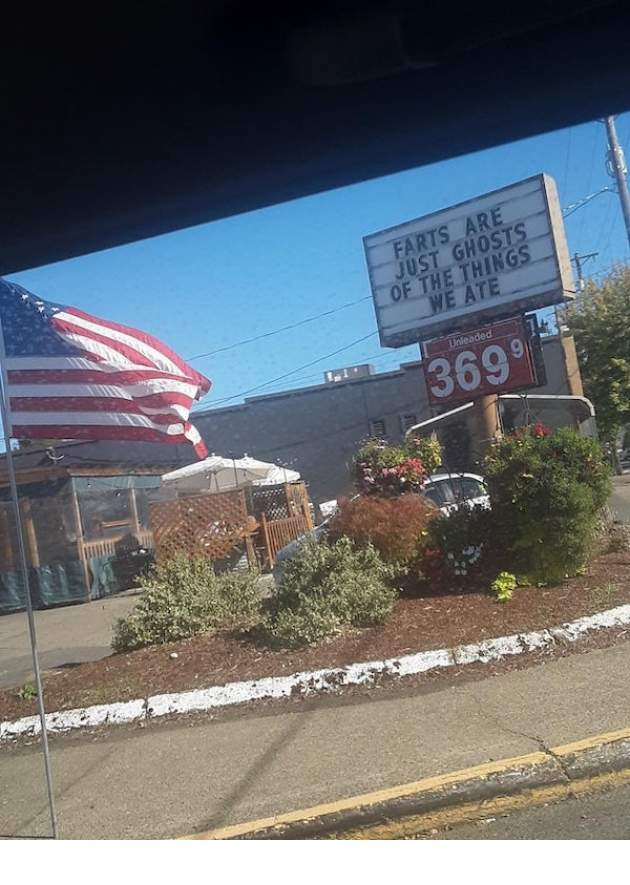 FARTS ARE
JUST GHOSTS
OF THE THINGS
WE ATE
Unleaded
369 9